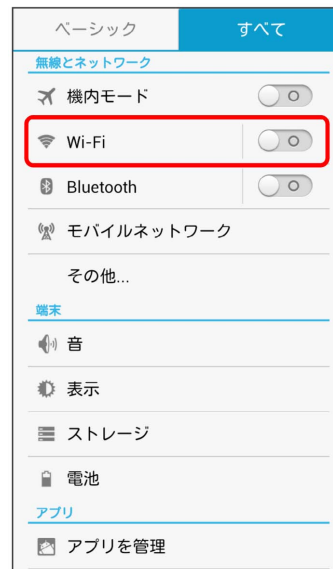 ベーシック
すべて
無線とネットワーク
機内モード
Wi-Fi
Bluetooth
モバイルネットワーク
その他...
端末
音
表示
ストレージ
電池
アプリ
アプリを管理